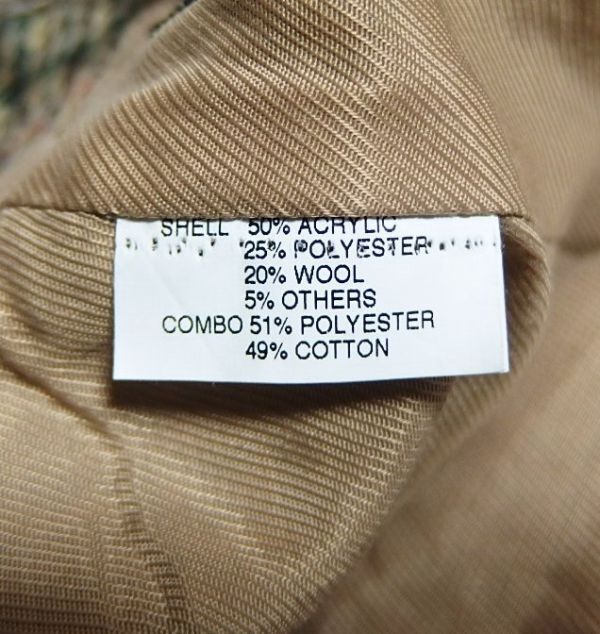 SHELL 50% ACRYLIC
25% POLYESTER
20% WOOL
5% OTHERS
COMBO 51% POLYESTER
49% COTTON